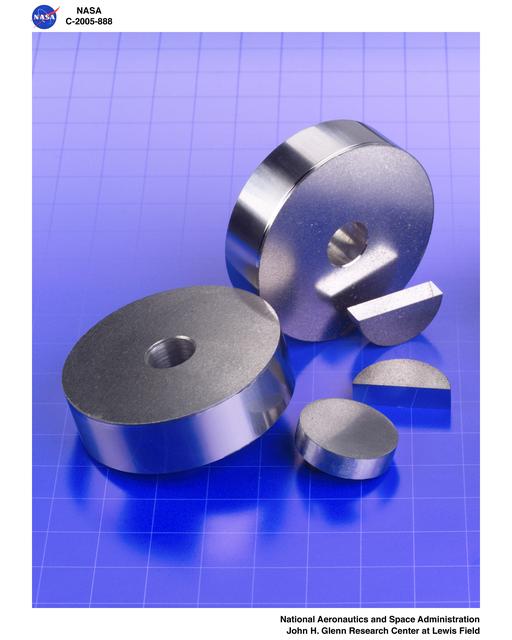 NASA
NASA
C-2005-888
National Aeronautics and Space Administration
John H. Glenn Research Center at Lewis Field